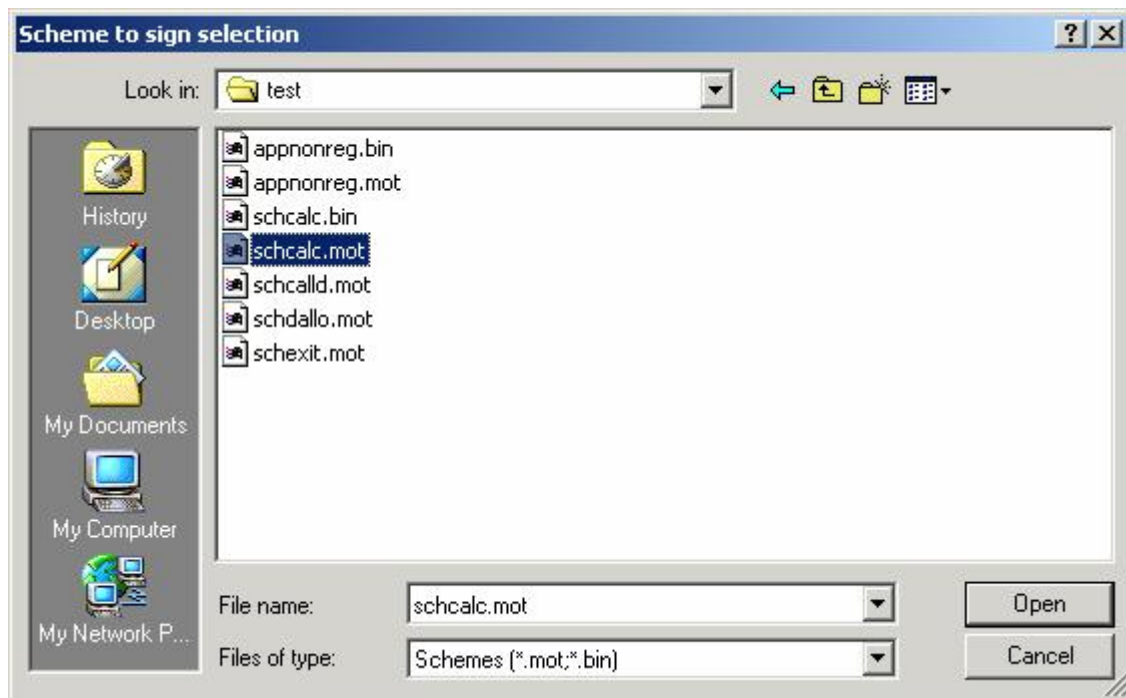 Scheme to sign selection
Look in: test
History
Desktop
My Documents
My Computer
My Network P...
appnonreg.bin
appnonreg.mot
schcalc.bin
schcalc.mot
schcalld.mot
schdallo.mot
schexit.mot
File name: schcalc.mot Open
Files of type: Schemes (*.mot;*.bin) Cancel